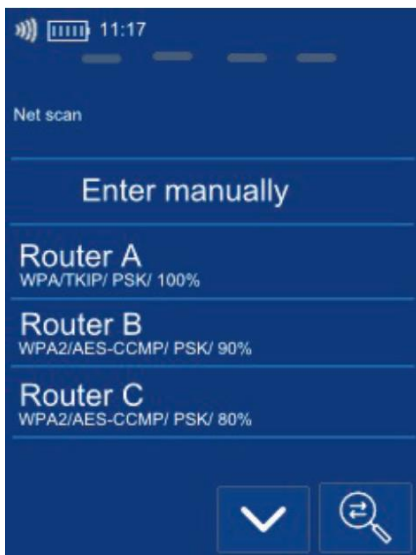 11:17
Net scan
Enter manually
Router A
WPA/TKIP/ PSK/ 100%
Router B
WPA2/AES-CCMP/ PSK/ 90%
Router C
WPA2/AES-CCMP/ PSK/ 80%